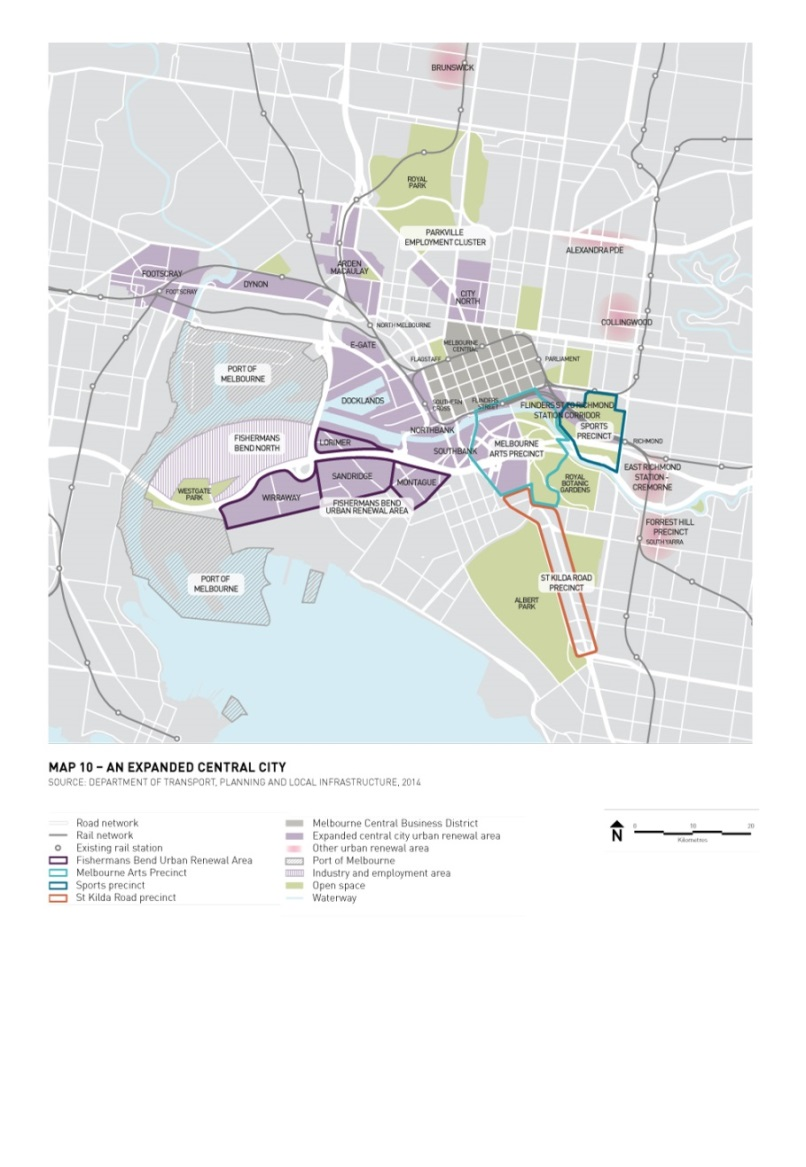 BRUNSWICK
ROYAL
PARK
PARKVILLE
EMPLOYMENT CLUSTER
ALEXANDRA PDE
FOOTSCRAY
ARDEN
MACAULAY
DYNON
FOOTSCRAY
CITY
NORTH
NORTH MELBOURNE
COLLINGWOOD
E-GATE
MELBOURNE
CENTRAL
FLAGSTAFF
PARLIAMENT
PORT OF
MELBOURNE
DOCKLANDS
SOUTHERN
CROSS
FLINDERS
STREET
FLINDERS ST TO RICHMOND
STATION CORRIDOR
SPORTS
PRECINCT
NORTHBANK
FISHERMANS
BEND NORTH
LORIMER
SOUTHBANK
MELBOURNE
ARTS PRECINCT
RICHMOND
EAST RICHMOND
STATION –
CREMORNE
SANDRIDGE
MONTAGUE
ROYAL
BOTANIC
GARDENS
WESTGATE
PARK
WIRRAWAY
FISHERMANS BEND
URBAN RENEWAL AREA
FORREST HILL
PRECINCT
SOUTH YARRA
PORT OF
MELBOURNE
ST KILDA ROAD
PRECINCT
ALBERT
PARK
MAP 10 – AN EXPANDED CENTRAL CITY
SOURCE: DEPARTMENT OF TRANSPORT, PLANNING AND LOCAL INFRASTRUCTURE, 2014
Road network
Rail network
Existing rail station
Fishermans Bend Urban Renewal Area
Melbourne Arts Precinct
Sports precinct
St Kilda Road precinct
Melbourne Central Business District
Expanded central city urban renewal area
Other urban renewal area
Port of Melbourne
Industry and employment area
Open space
Waterway
N
0 10 20
Kilometres